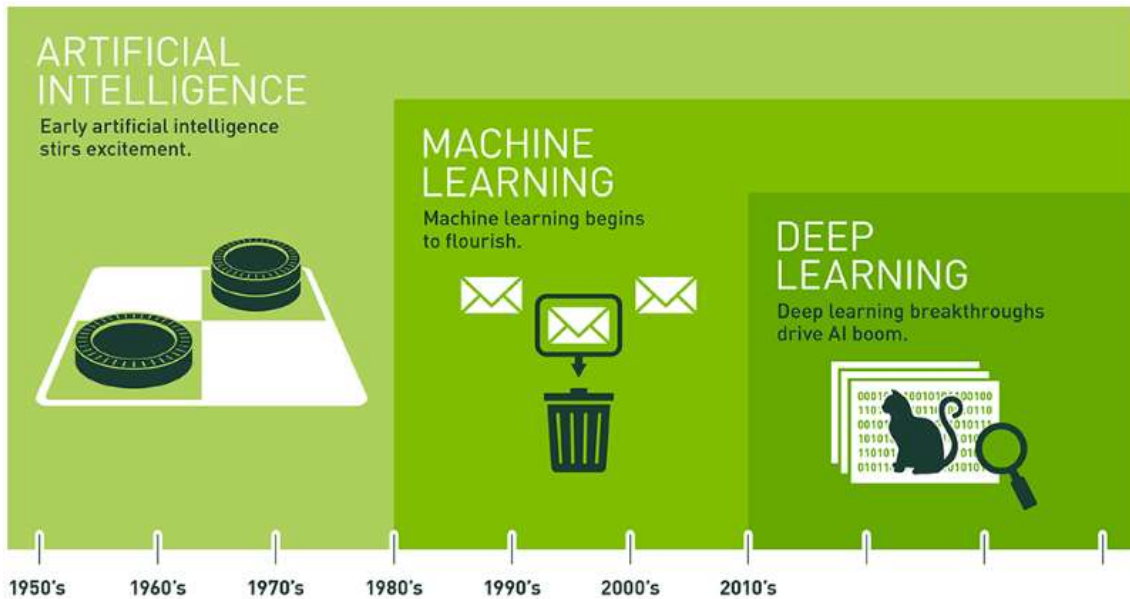 ARTIFICIAL
INTELLIGENCE
Early artificial intelligence
stirs excitement.
MACHINE
LEARNING
Machine learning begins
to flourish.
DEEP
LEARNING
Deep learning breakthroughs
drive AI boom.
1950's 1960's 1970's 1980's 1990's 2000's 2010's